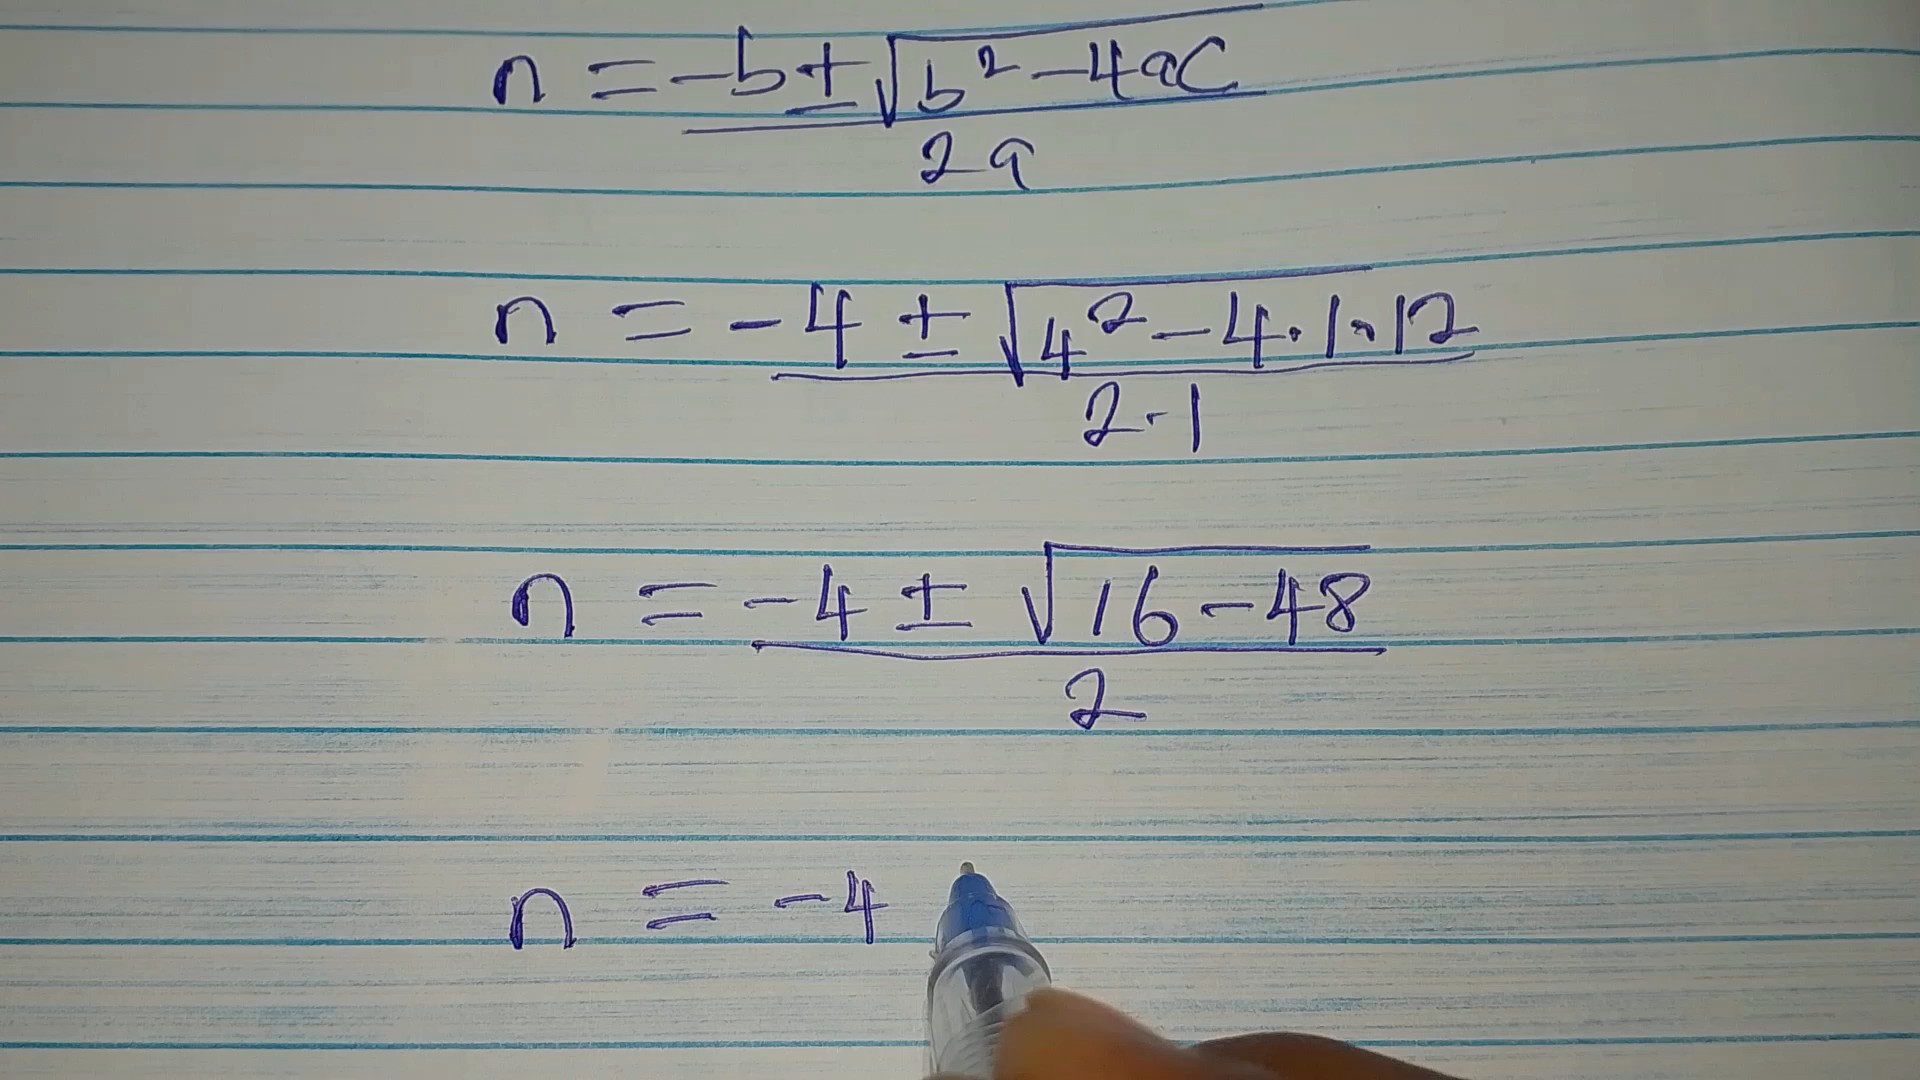 n = -b ± √b² - 4ac
2a
n = -4 ± √4² - 4·1·12
2·1
n = -4 ± √16 - 48
2
n = -4